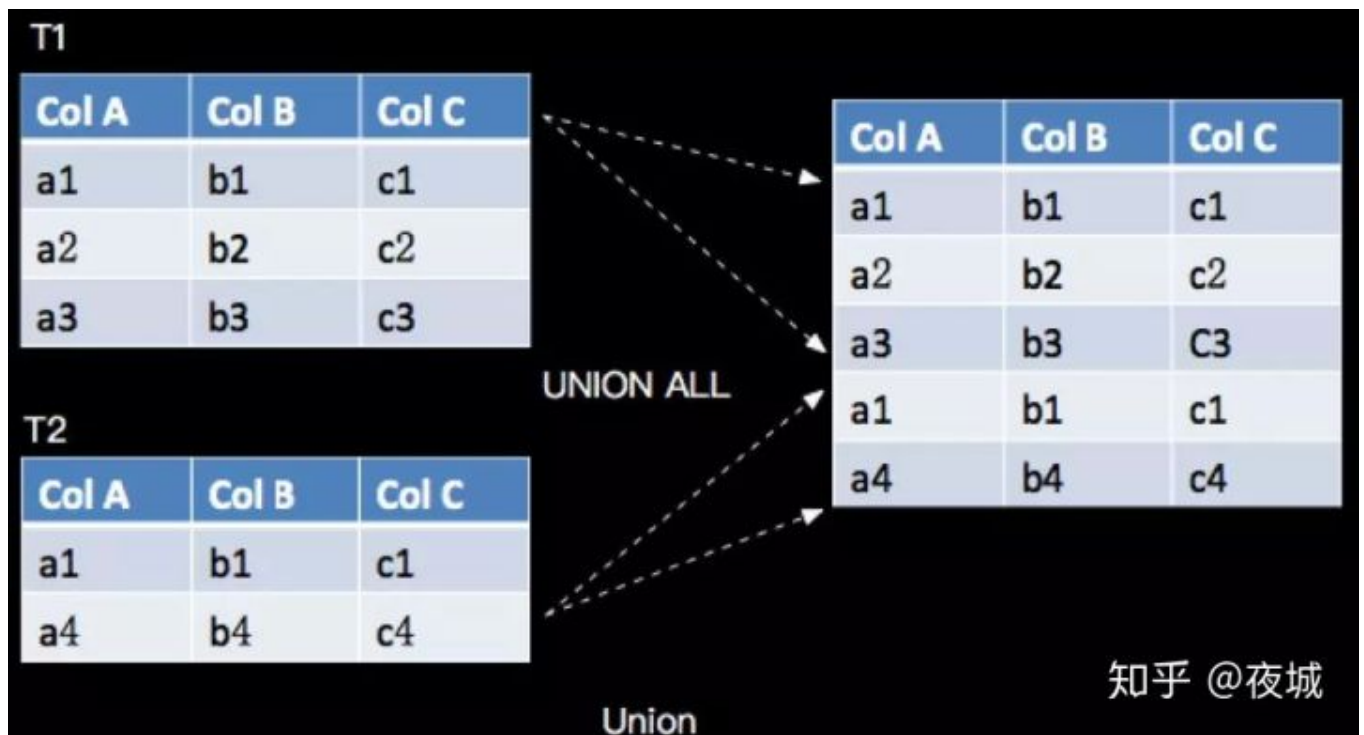 T1
Col A Col B Col C
a1 b1 c1
a2 b2 c2
a3 b3 c3
UNION ALL
T2
Col A Col B Col C
a1 b1 c1
a4 b4 c4
Col A Col B Col C
a1 b1 c1
a2 b2 c2
a3 b3 C3
a1 b1 c1
a4 b4 c4
知乎 @夜城
Union